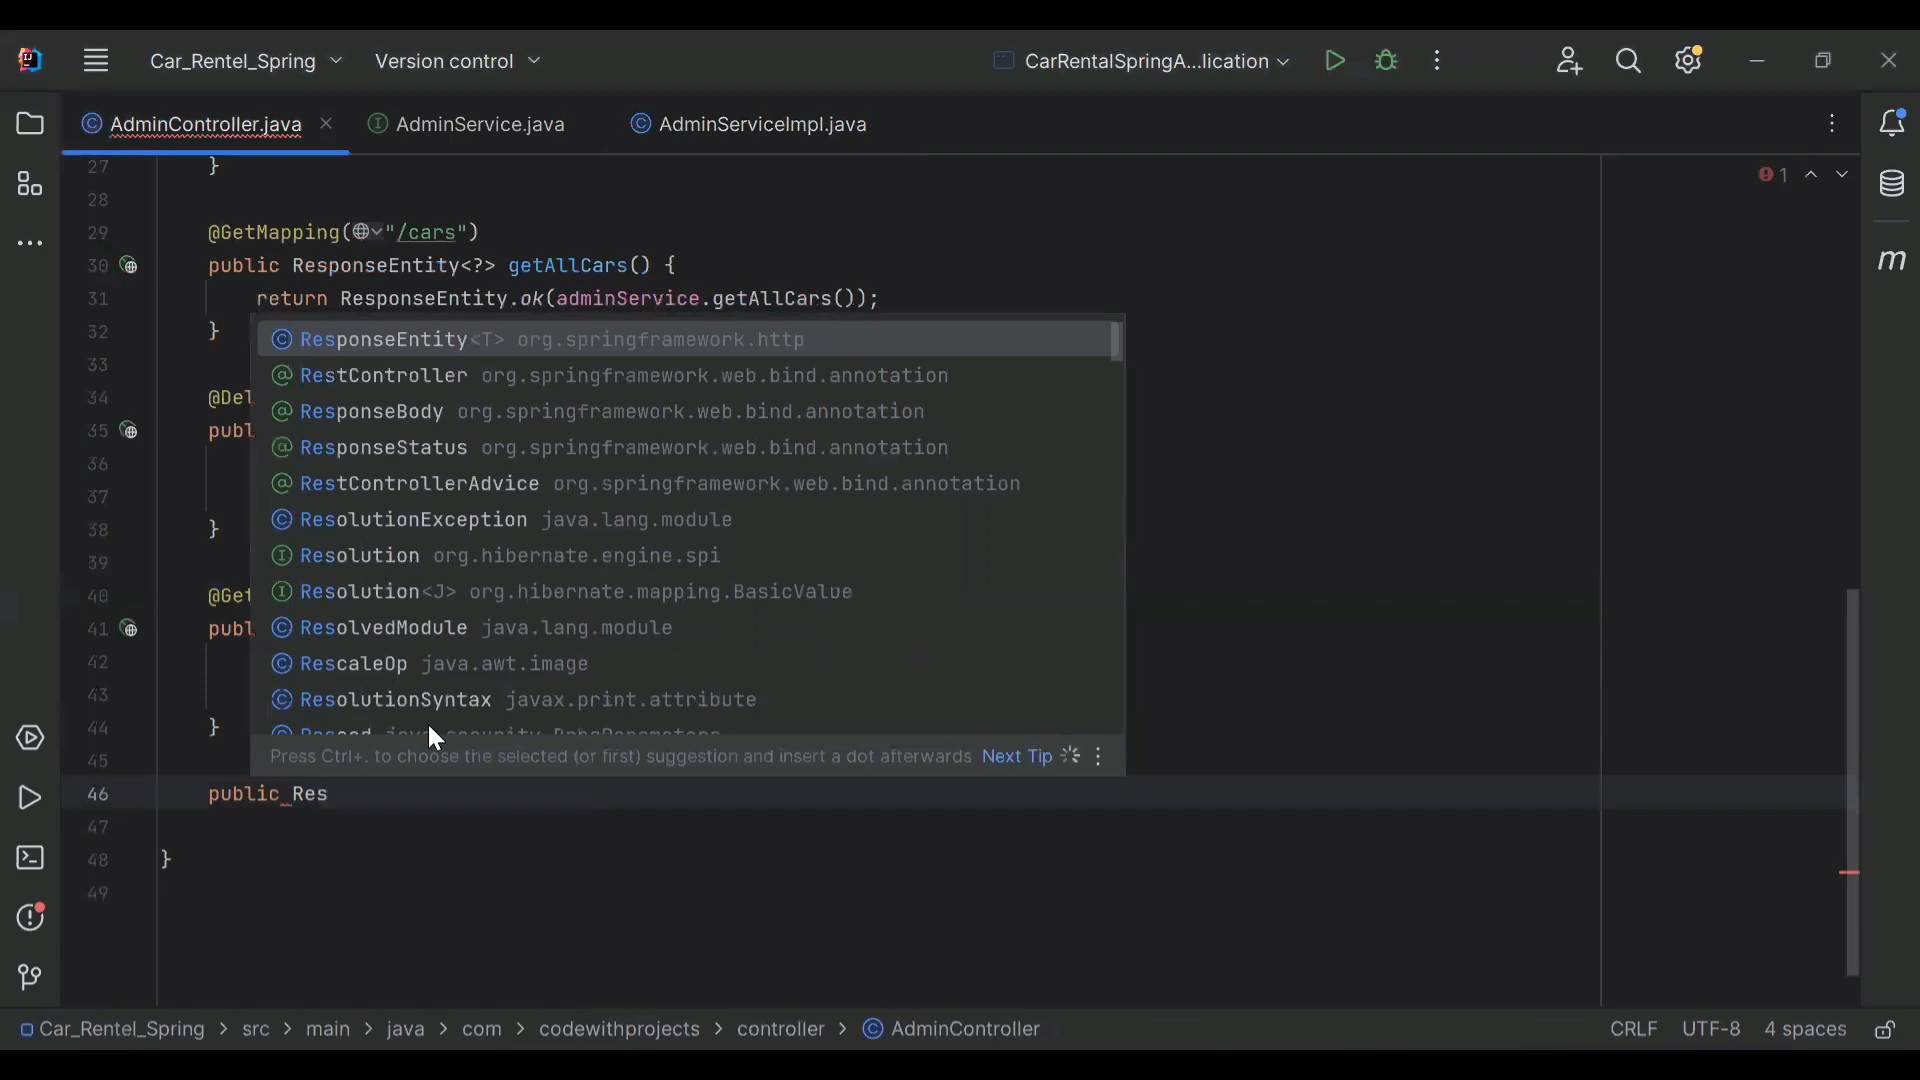 Car_Rentel_Spring Version control CarRentalSpringA...lication
AdminController.java AdminService.java AdminServiceImpl.java
27 }
1
28
29 @GetMapping("/cars")
30 public ResponseEntity<?> getAllCars() {
31 return ResponseEntity.ok(adminService.getAllCars());
32 }
ResponseEntity<T> org.springframework.http
33
RestController org.springframework.web.bind.annotation
34 @Del
ResponseBody org.springframework.web.bind.annotation
35 publ
ResponseStatus org.springframework.web.bind.annotation
36
RestControllerAdvice org.springframework.web.bind.annotation
37
ResolutionException java.lang.module
38 }
Resolution org.hibernate.engine.spi
39
Resolution<J> org.hibernate.mapping.BasicValue
40 @Get
41 publ
ResolvedModule java.lang.module
42
RescaleOp java.awt.image
43
ResolutionSyntax javax.print.attribute
44 }
45
Press Ctrl+. to choose the selected (or first) suggestion and insert a dot afterwards Next Tip
46 public Res
47
48 }
49
Car_Rentel_Spring > src > main > java > com > codewithprojects > controller > AdminController CRLF UTF-8 4 spaces